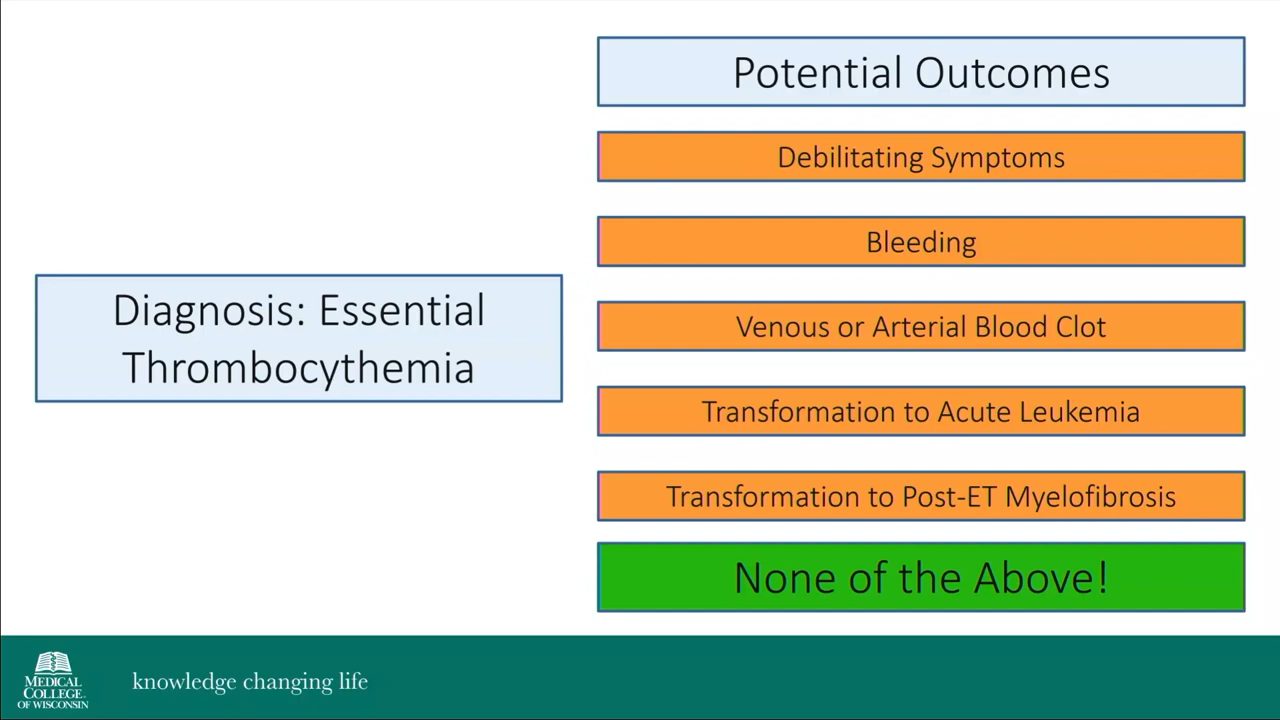 Potential Outcomes
Debilitating Symptoms
Bleeding
Venous or Arterial Blood Clot
Transformation to Acute Leukemia
Transformation to Post-ET Myelofibrosis
None of the Above!
Diagnosis: Essential
Thrombocythemia
MEDICAL
COLLEGE
OF WISCONSIN
knowledge changing life